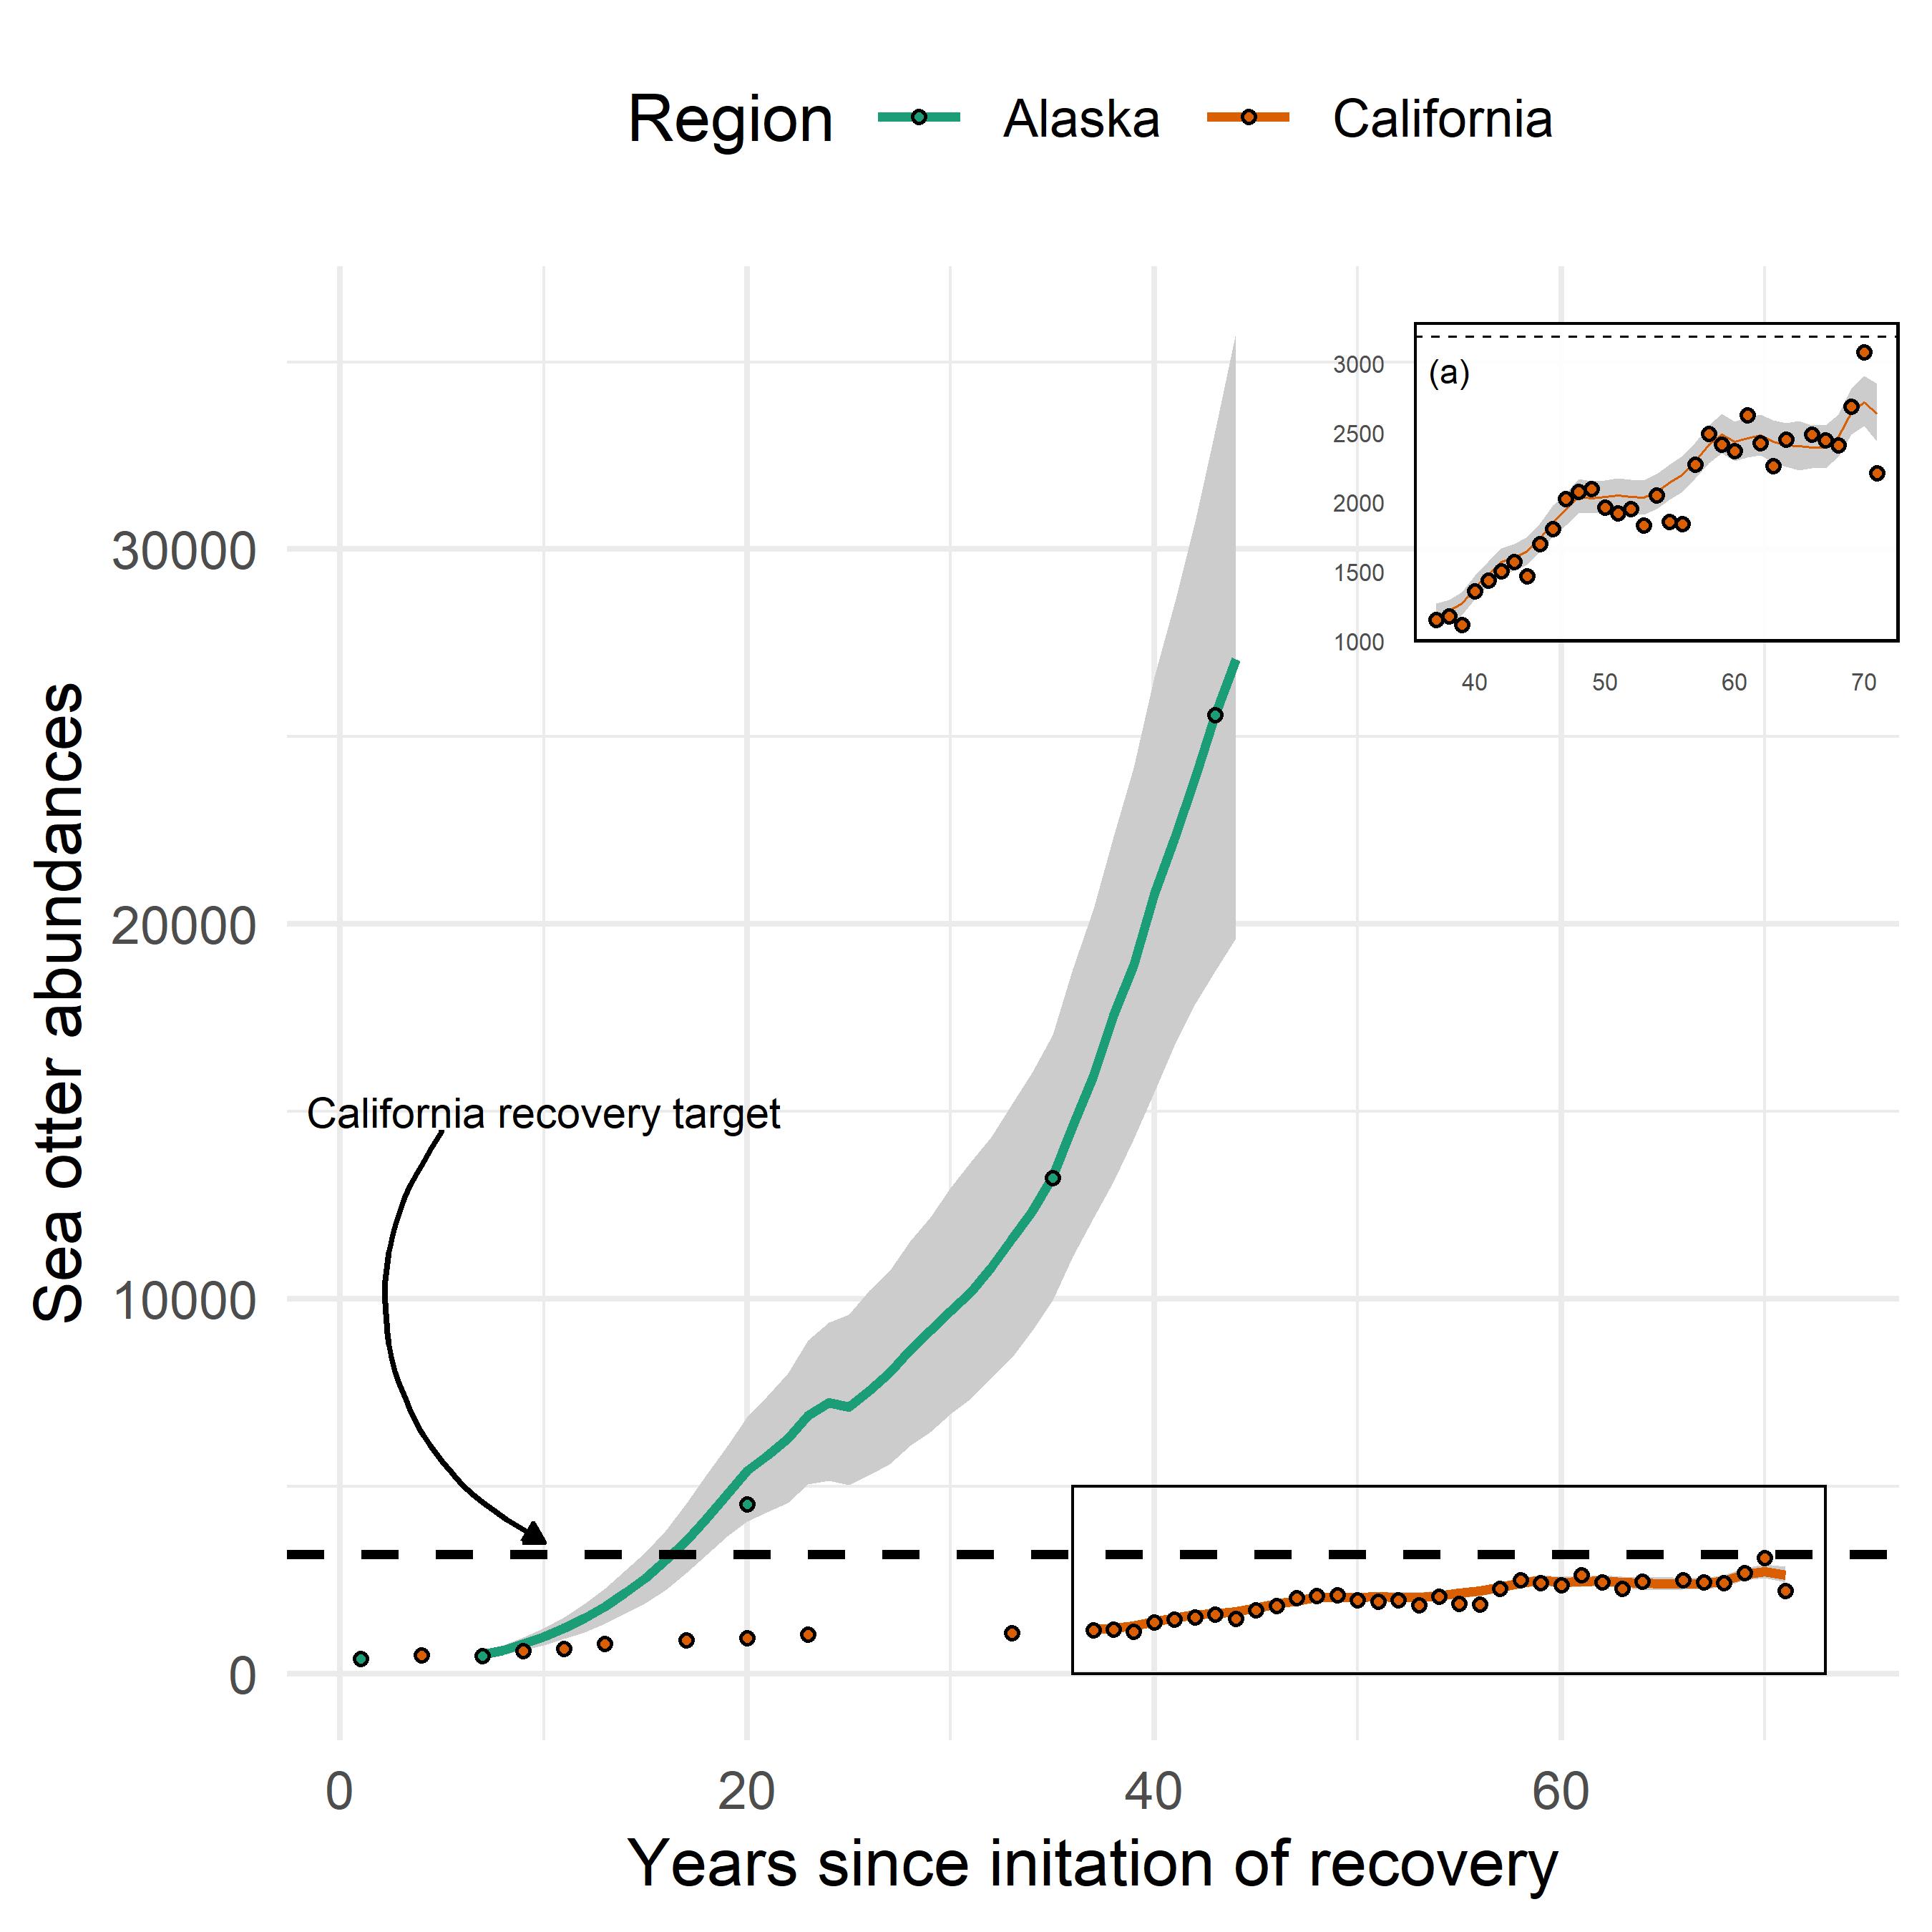 Region Alaska California
Sea otter abundances
30000
20000
10000
0
California recovery target
3000
2500
2000
1500
1000
(a)
40 50 60 70
0 20 40 60
Years since initation of recovery